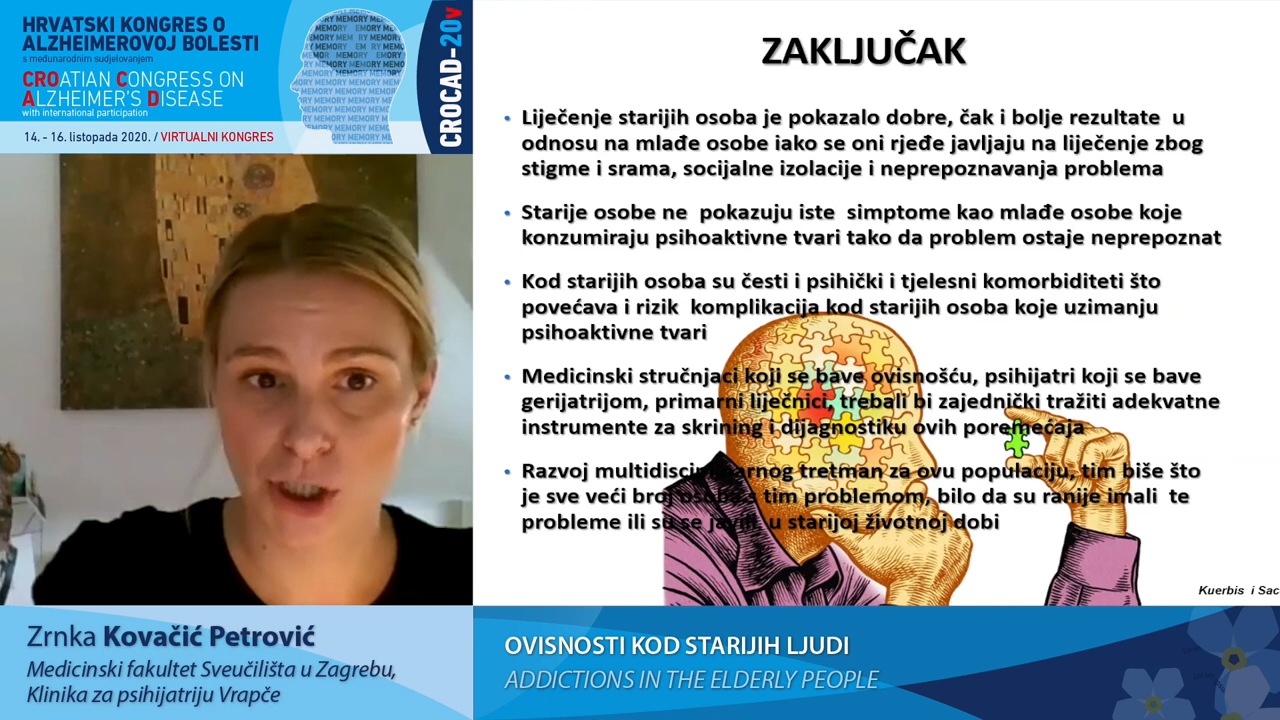 HRVATSKI KONGRES O
ALZHEIMEROVOJ BOLESTI
s međunarodnim sudjelovanjem
CROATIAN CONGRESS ON
ALZHEIMER'S DISEASE
with international participation
14. - 16. listopada 2020. / VIRTUALNI KONGRES
CROCAD-20v
ZAKLJUČAK
• Liječenje starijih osoba je pokazalo dobre, čak i bolje rezultate u
odnosu na mlađe osobe iako se oni rjeđe javljaju na liječenje zbog
stigme i srama, socijalne izolacije i neprepoznavanja problema
• Starije osobe ne pokazuju iste simptome kao mlađe osobe koje
konzumiraju psihoaktivne tvari tako da problem ostaje neprepoznat
• Kod starijih osoba su česti i psihički i tjelesni komorbiditeti što
povećava i rizik komplikacija kod starijih osoba koje uzimanju
psihoaktivne tvari
• Medicinski stručnjaci koji se bave ovisnošću, psihijatri koji se bave
gerijatrijom, primarni liječnici, trebali bi zajednički tražiti adekvatne
instrumente za skrining i dijagnostiku ovih poremećaja
• Razvoj multidisciplinarnog tretman za ovu populaciju, tim biše što
je sve veći broj osoba s tim problemom, bilo da su ranije imali te
probleme ili su se javili u starijoj životnoj dobi
Kuerbis i Sac
Zrnka Kovačić Petrović
Medicinski fakultet Sveučilišta u Zagrebu,
Klinika za psihijatriju Vrapče
OVISNOSTI KOD STARIJIH LJUDI
ADDICTIONS IN THE ELDERLY PEOPLE